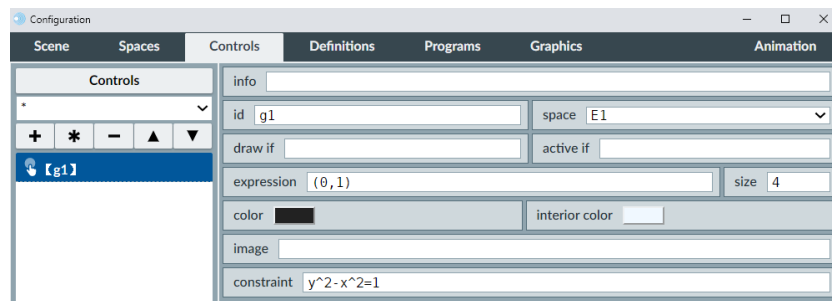 Configuration
Scene Spaces Controls Definitions Programs Graphics Animation
Controls
info
*
id g1 space E1
draw if active if
【g1】
expression (0,1) size 4
color interior color
image
constraint y^2-x^2=1